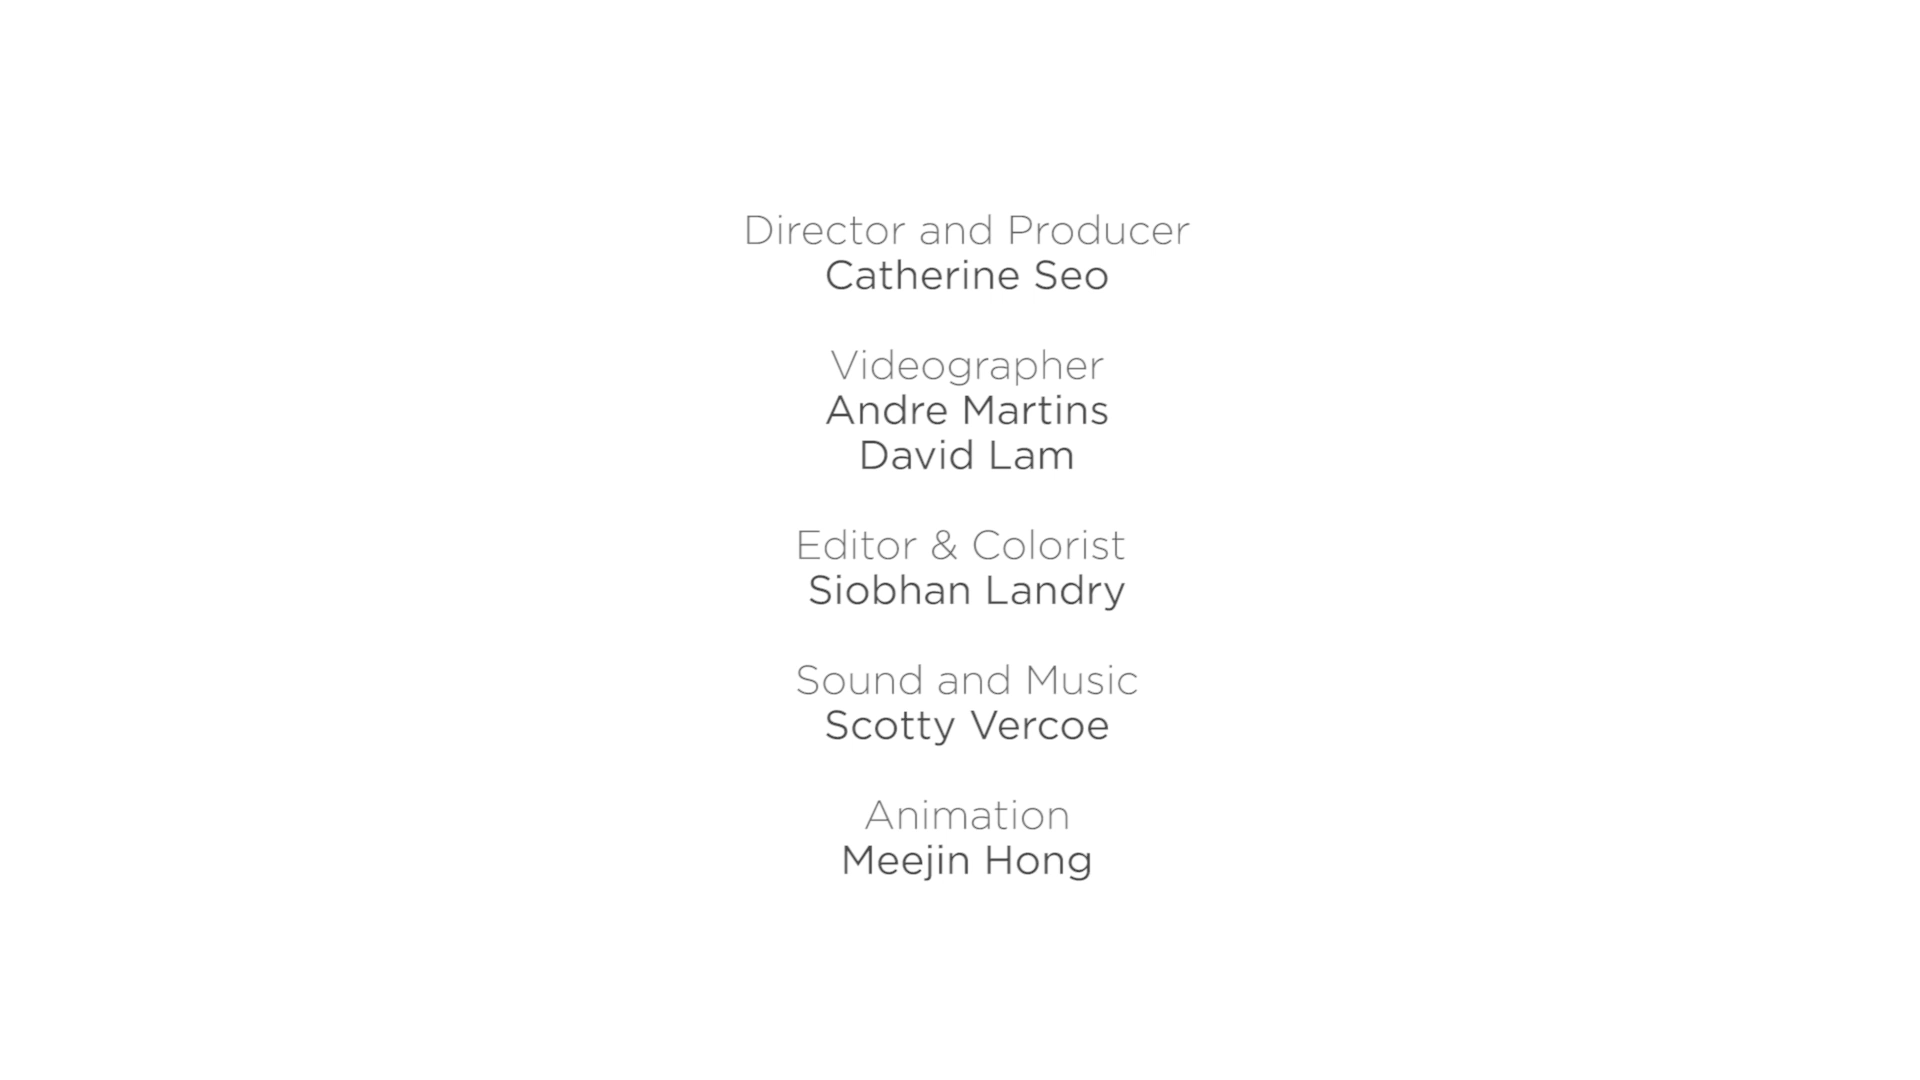 Director and Producer
Catherine Seo
Videographer
Andre Martins
David Lam
Editor & Colorist
Siobhan Landry
Sound and Music
Scotty Vercoe
Animation
Meejin Hong